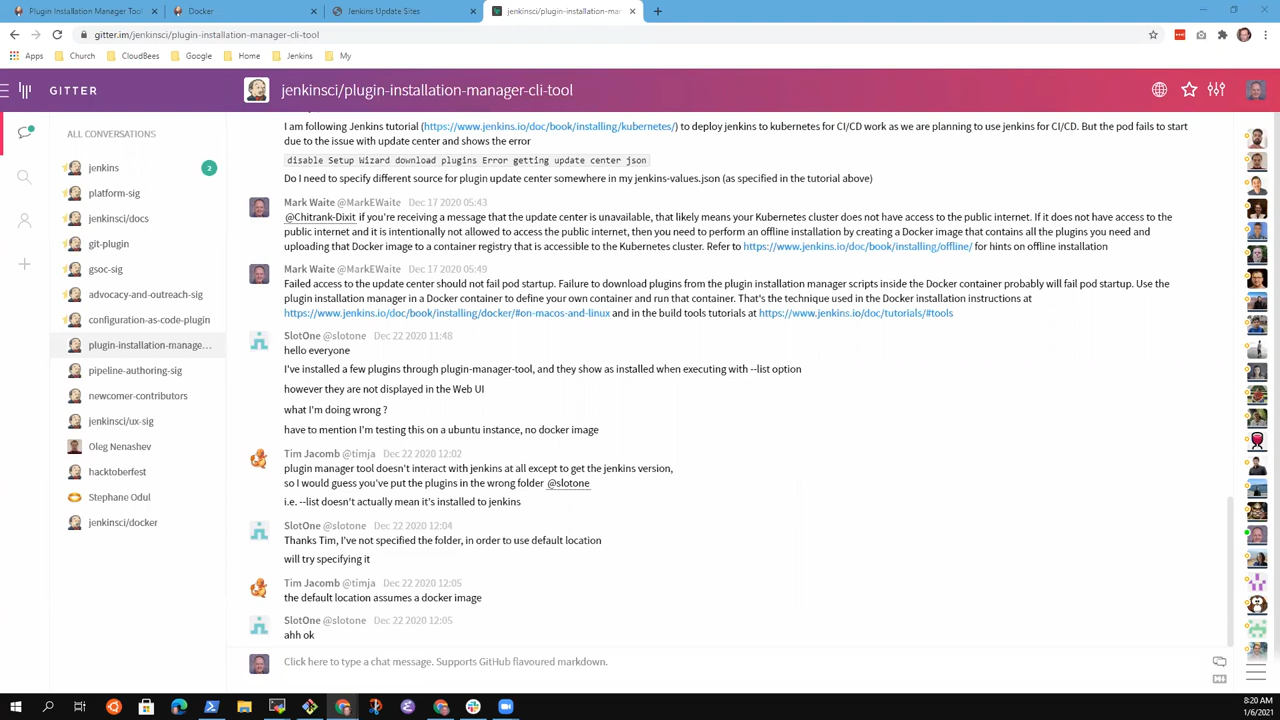 Plugin Installation Manager Tool
Docker
Jenkins Update Sites
jenkinsci/plugin-installation-man
gitter.im/jenkinsci/plugin-installation-manager-cli-tool
Apps
Church
CloudBees
Google
Home
Jenkins
My
GITTER
jenkinsci/plugin-installation-manager-cli-tool
ALL CONVERSATIONS
jenkins
2
platform-sig
jenkinsci/docs
git-plugin
gsoc-sig
advocacy-and-outreach-sig
configuration-as-code-plugin
plugin-installation-manage...
pipeline-authoring-sig
newcomer-contributors
jenkinsci/ux-sig
Oleg Nenashev
hacktoberfest
Stephane Odul
jenkinsci/docker
I am following Jenkins tutorial (https://www.jenkins.io/doc/book/installing/kubernetes/) to deploy jenkins to kubernetes for CI/CD work as we are planning to use jenkins for CI/CD. But the pod fails to start
due to the issue with update center and shows the error
disable Setup Wizard download plugins Error getting update center json
Do I need to specify different source for plugin update center somewhere in my jenkins-values.json (as specified in the tutorial above)
Mark Waite @MarkEWaite Dec 17 2020 05:43
@Chitrank-Dixit if you're receiving a message that the update center is unavailable, that likely means your Kubernetes cluster does not have access to the public internet. If it does not have access to the
public internet and it is intentionally not allowed to access the public internet, then you need to perform an offline installation by creating a Docker image that contains all the plugins you need and
uploading that Docker image to a container registry that is accessible to the Kubernetes cluster. Refer to https://www.jenkins.io/doc/book/installing/offline/ for hints on offline installation
Mark Waite @MarkEWaite Dec 17 2020 05:49
Failed access to the update center should not fail pod startup. Failure to download plugins from the plugin installation manager scripts inside the Docker container probably will fail pod startup. Use the
plugin installation manager in a Docker container to define your own container and run that container. That's the technique used in the Docker installation instructions at
https://www.jenkins.io/doc/book/installing/docker/#on-macos-and-linux and in the build tools tutorials at https://www.jenkins.io/doc/tutorials/#tools
SlotOne @slotone Dec 22 2020 11:48
hello everyone
I've installed a few plugins through plugin-manager-tool, and they show as installed when executing with --list option
however they are not displayed in the Web UI
what I'm doing wrong ?
have to mention I'm testing this on a ubuntu instance, no docker image
Tim Jacomb @timja Dec 22 2020 12:02
plugin manager tool doesn't interact with jenkins at all except to get the jenkins version,
so I would guess you've put the plugins in the wrong folder @slotone
i.e. --list doesn't actually mean it's installed to jenkins
SlotOne @slotone Dec 22 2020 12:04
Thanks Tim, I've not specified the folder, in order to use default location
will try specifying it
Tim Jacomb @timja Dec 22 2020 12:05
the default location assumes a docker image
SlotOne @slotone Dec 22 2020 12:05
ahh ok
Click here to type a chat message. Supports GitHub flavoured markdown.
8:20 AM
1/6/2021